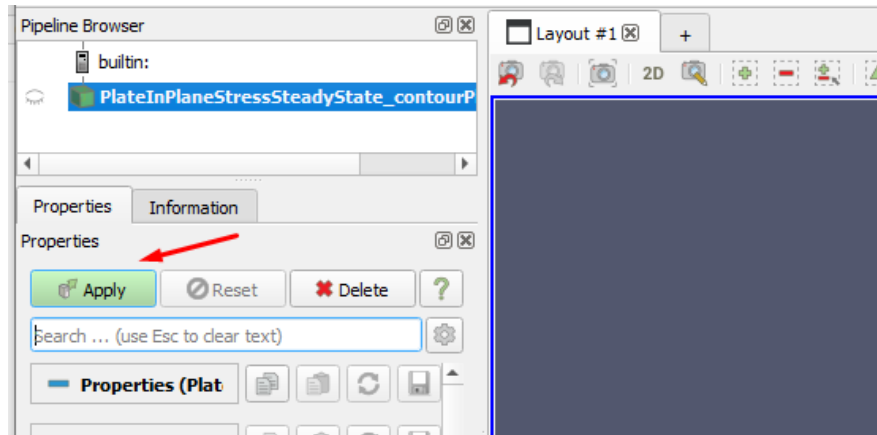 Pipeline Browser
builtin:
PlateInPlaneStressSteadyState_contourP
Properties
Information
Properties
Apply
Reset
Delete
?
Search ... (use Esc to clear text)
Properties (Plat
Layout #1
+
2D